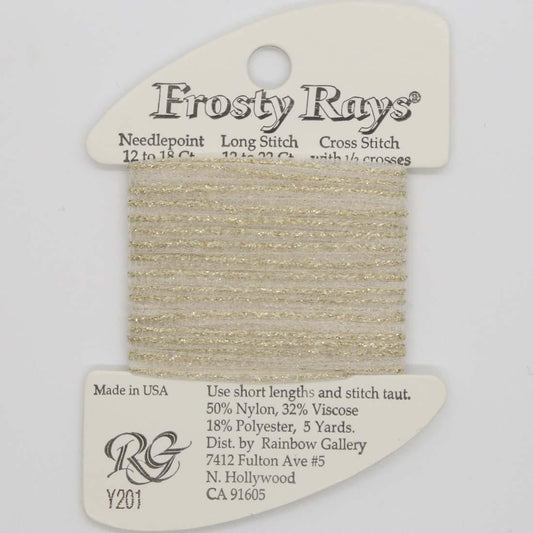 Frosty Rays®
Needlepoint Long Stitch Cross Stitch
12 to 18 Ct. 12 to 22 Ct. with ½ crosses
Made in USA
Use short lengths and stitch taut.
50% Nylon, 32% Viscose
18% Polyester, 5 Yards.
Dist. by Rainbow Gallery
7412 Fulton Ave #5
N. Hollywood
CA 91605
RG
Y201